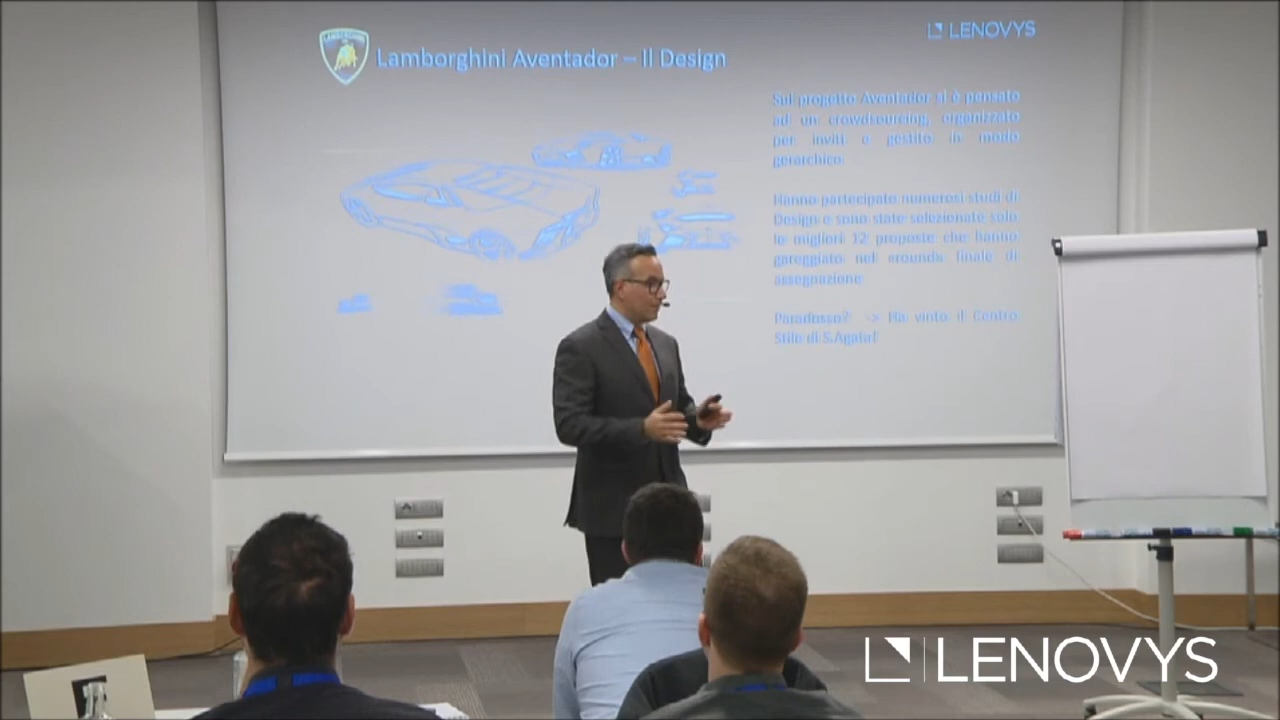 LAMBORGHINI
Lamborghini Aventador – Il Design
LENOVYS
Sul progetto Aventador si è pensato
ad un crowdsourcing organizzato
per inviti e gestito in modo
gerarchico
Hanno partecipato numerosi studi di
Design e sono state selezionate solo
le migliori 12 proposte che hanno
gareggiato nel arounds finale di
assegnazione
Paradosso? -> Ha vinto il Centro
Stile di S.Agata!
LENOVYS